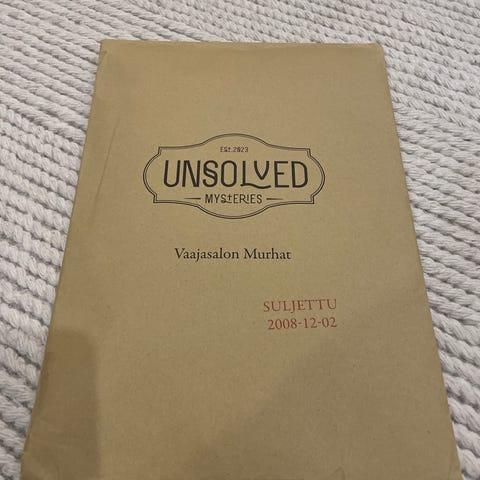 Est.2023
UNSOLVED
MYStERiES
Vaajasalon Murhat
SULJETTU
2008-12-02